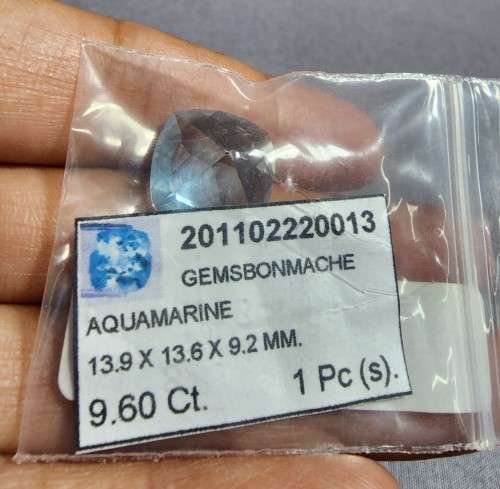 201102220013
GEMSBONMACHE
AQUAMARINE
13.9 X 13.6 X 9.2 MM.
9.60 Ct. 1 Pc (s).